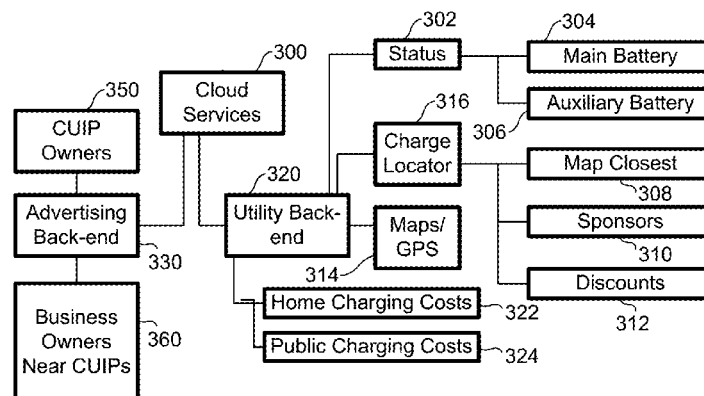 302
304
Status
Main Battery
300
Cloud
Services
350
316
Auxiliary Battery
306
CUIP
Owners
Charge
Locator
Map Closest
308
320
Advertising
Back-end
330
Utility Back-
end
Maps/
GPS
314
Sponsors
310
Discounts
312
Business
Owners
Near CUIPs
360
Home Charging Costs
322
Public Charging Costs
324